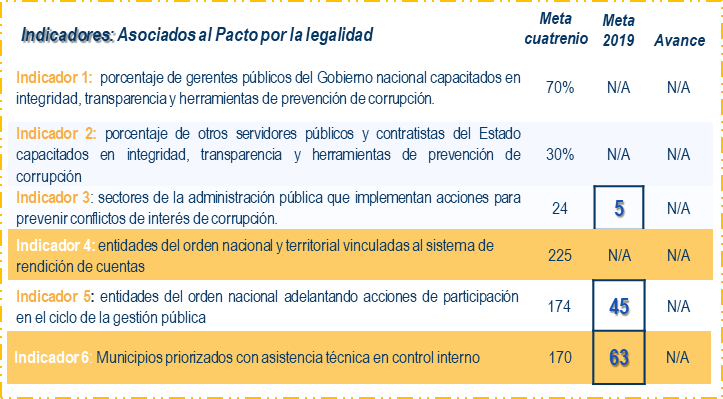 Indicadores: Asociados al Pacto por la legalidad
Meta cuatrenio
Meta 2019
Avance
Indicador 1: porcentaje de gerentes públicos del Gobierno nacional capacitados en
integridad, transparencia y herramientas de prevención de corrupción.
70%
N/A
N/A
Indicador 2: porcentaje de otros servidores públicos y contratistas del Estado
capacitados en integridad, transparencia y herramientas de prevención de
corrupción
30%
N/A
N/A
Indicador 3: sectores de la administración pública que implementan acciones para
prevenir conflictos de interés de corrupción.
24
5
N/A
Indicador 4: entidades del orden nacional y territorial vinculadas al sistema de
rendición de cuentas
225
N/A
N/A
Indicador 5: entidades del orden nacional adelantando acciones de participación
en el ciclo de la gestión pública
174
45
N/A
Indicador 6: Municipios priorizados con asistencia técnica en control interno
170
63
N/A